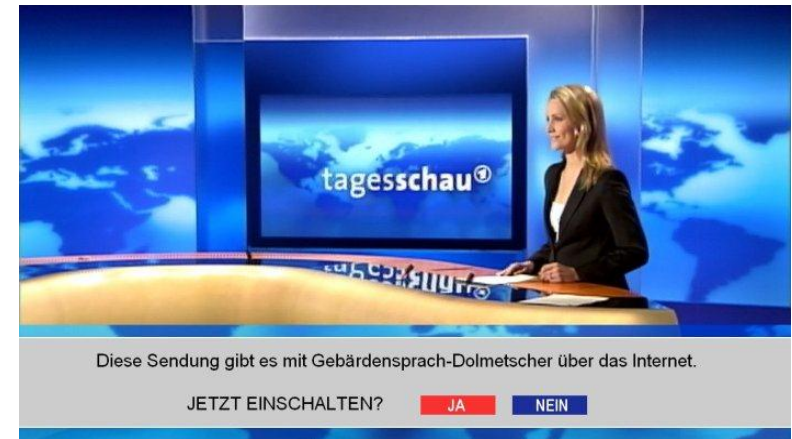 tagesschau
Diese Sendung gibt es mit Gebärdensprach-Dolmetscher über das Internet.
JETZT EINSCHALTEN? JA NEIN